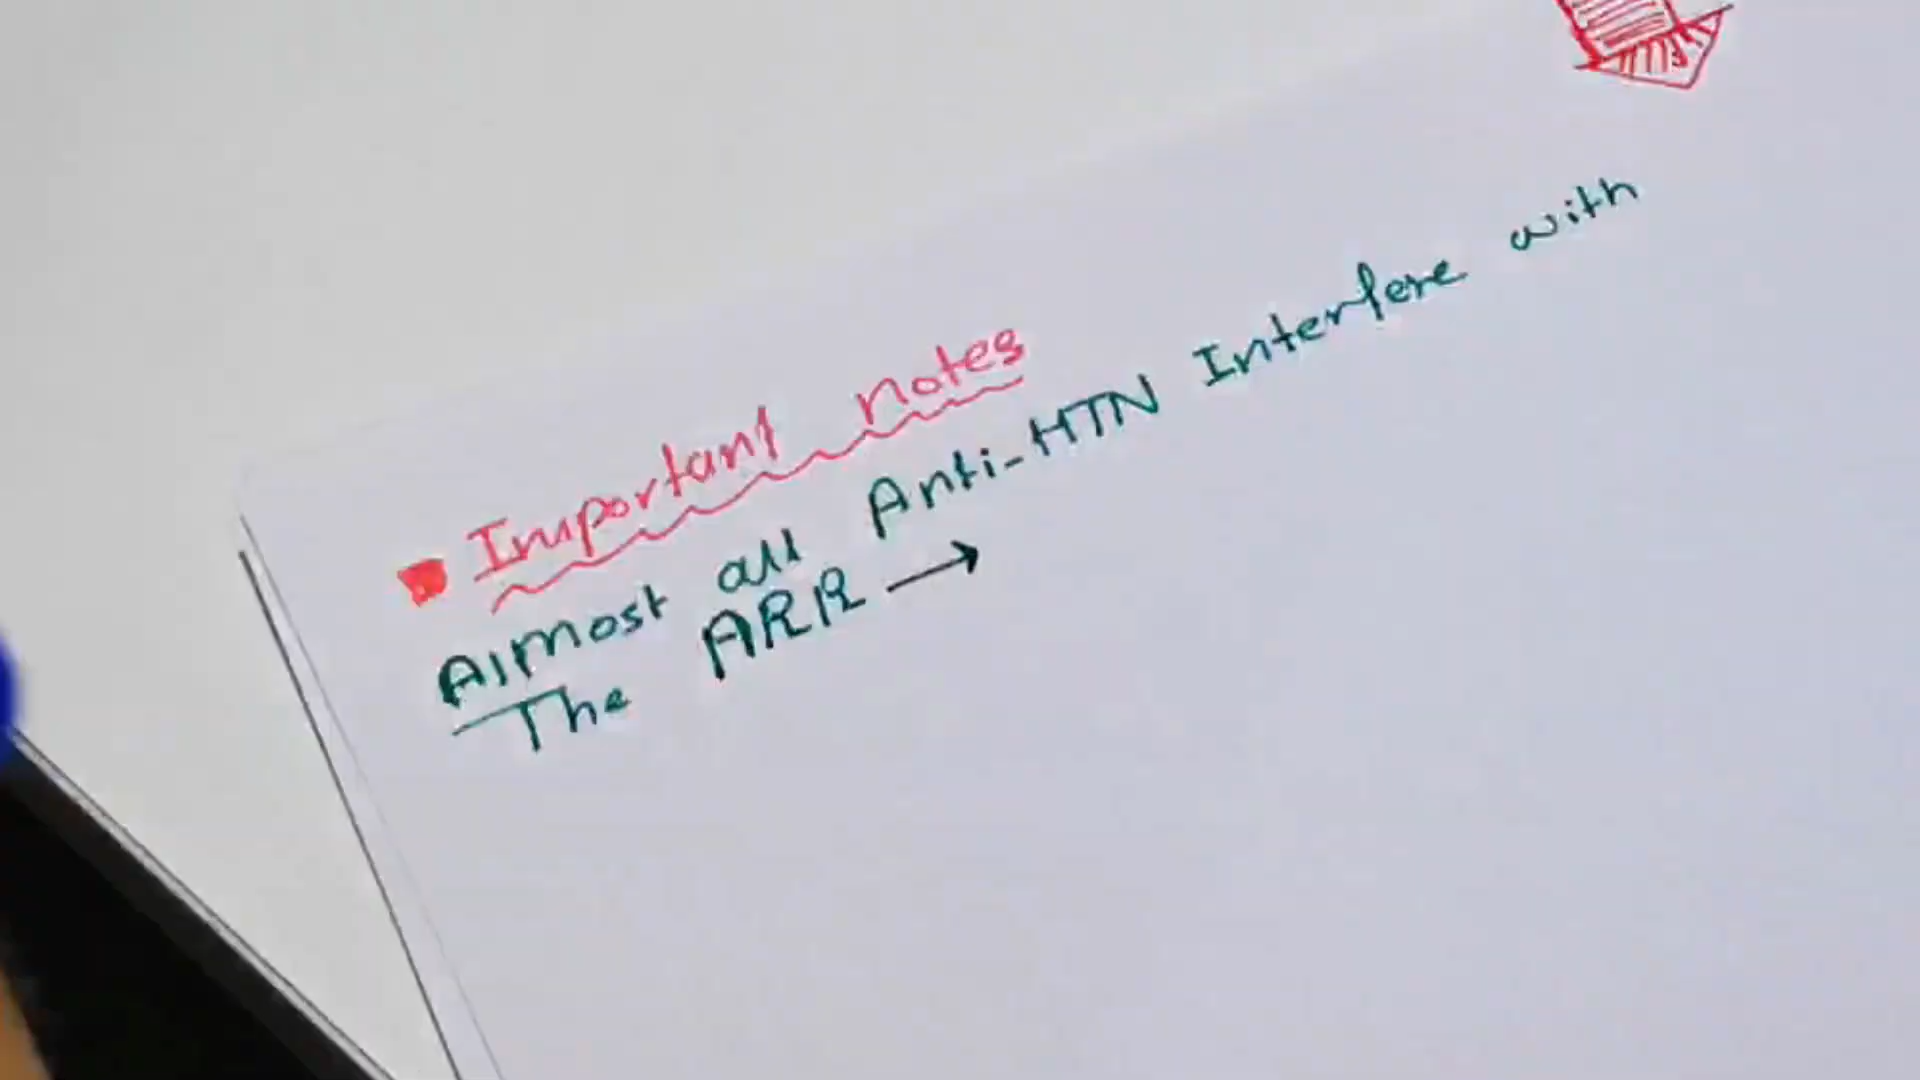 Important notes
Almost all Anti-HTN Interfere with
The ARR →